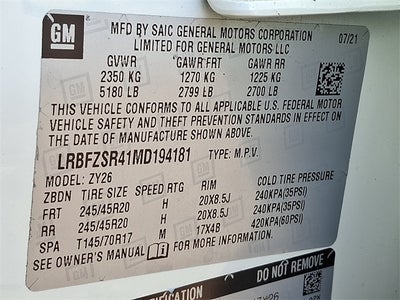 GM
MFD BY SAIC GENERAL MOTORS CORPORATION
LIMITED FOR GENERAL MOTORS LLC
07/21
GVWR GAWR FRT GAWR RR
2350 KG 1270 KG 1225 KG
5180 LB 2799 LB 2700 LB
THIS VEHICLE CONFORMS TO ALL APPLICABLE U.S. FEDERAL MOTOR
VEHICLE SAFETY AND THEFT PREVENTION STANDARDS IN EFFECT ON
THE DATE OF MANUFACTURE SHOWN ABOVE.
LRBFZSR41MD194181 TYPE: M.P.V.
MODEL: ZY26
ZBDN TIRE SIZE SPEED RTG RIM COLD TIRE PRESSURE
FRT 245/45R20 H 20X8.5J 240KPA(35PSI)
RR 245/45R20 H 20X8.5J 240KPA(35PSI)
SPA T145/70R17 M 17X4B 420KPA(60PSI)
SEE OWNER'S MANUAL FOR MORE INFORMATION
DO NOT REMOVE